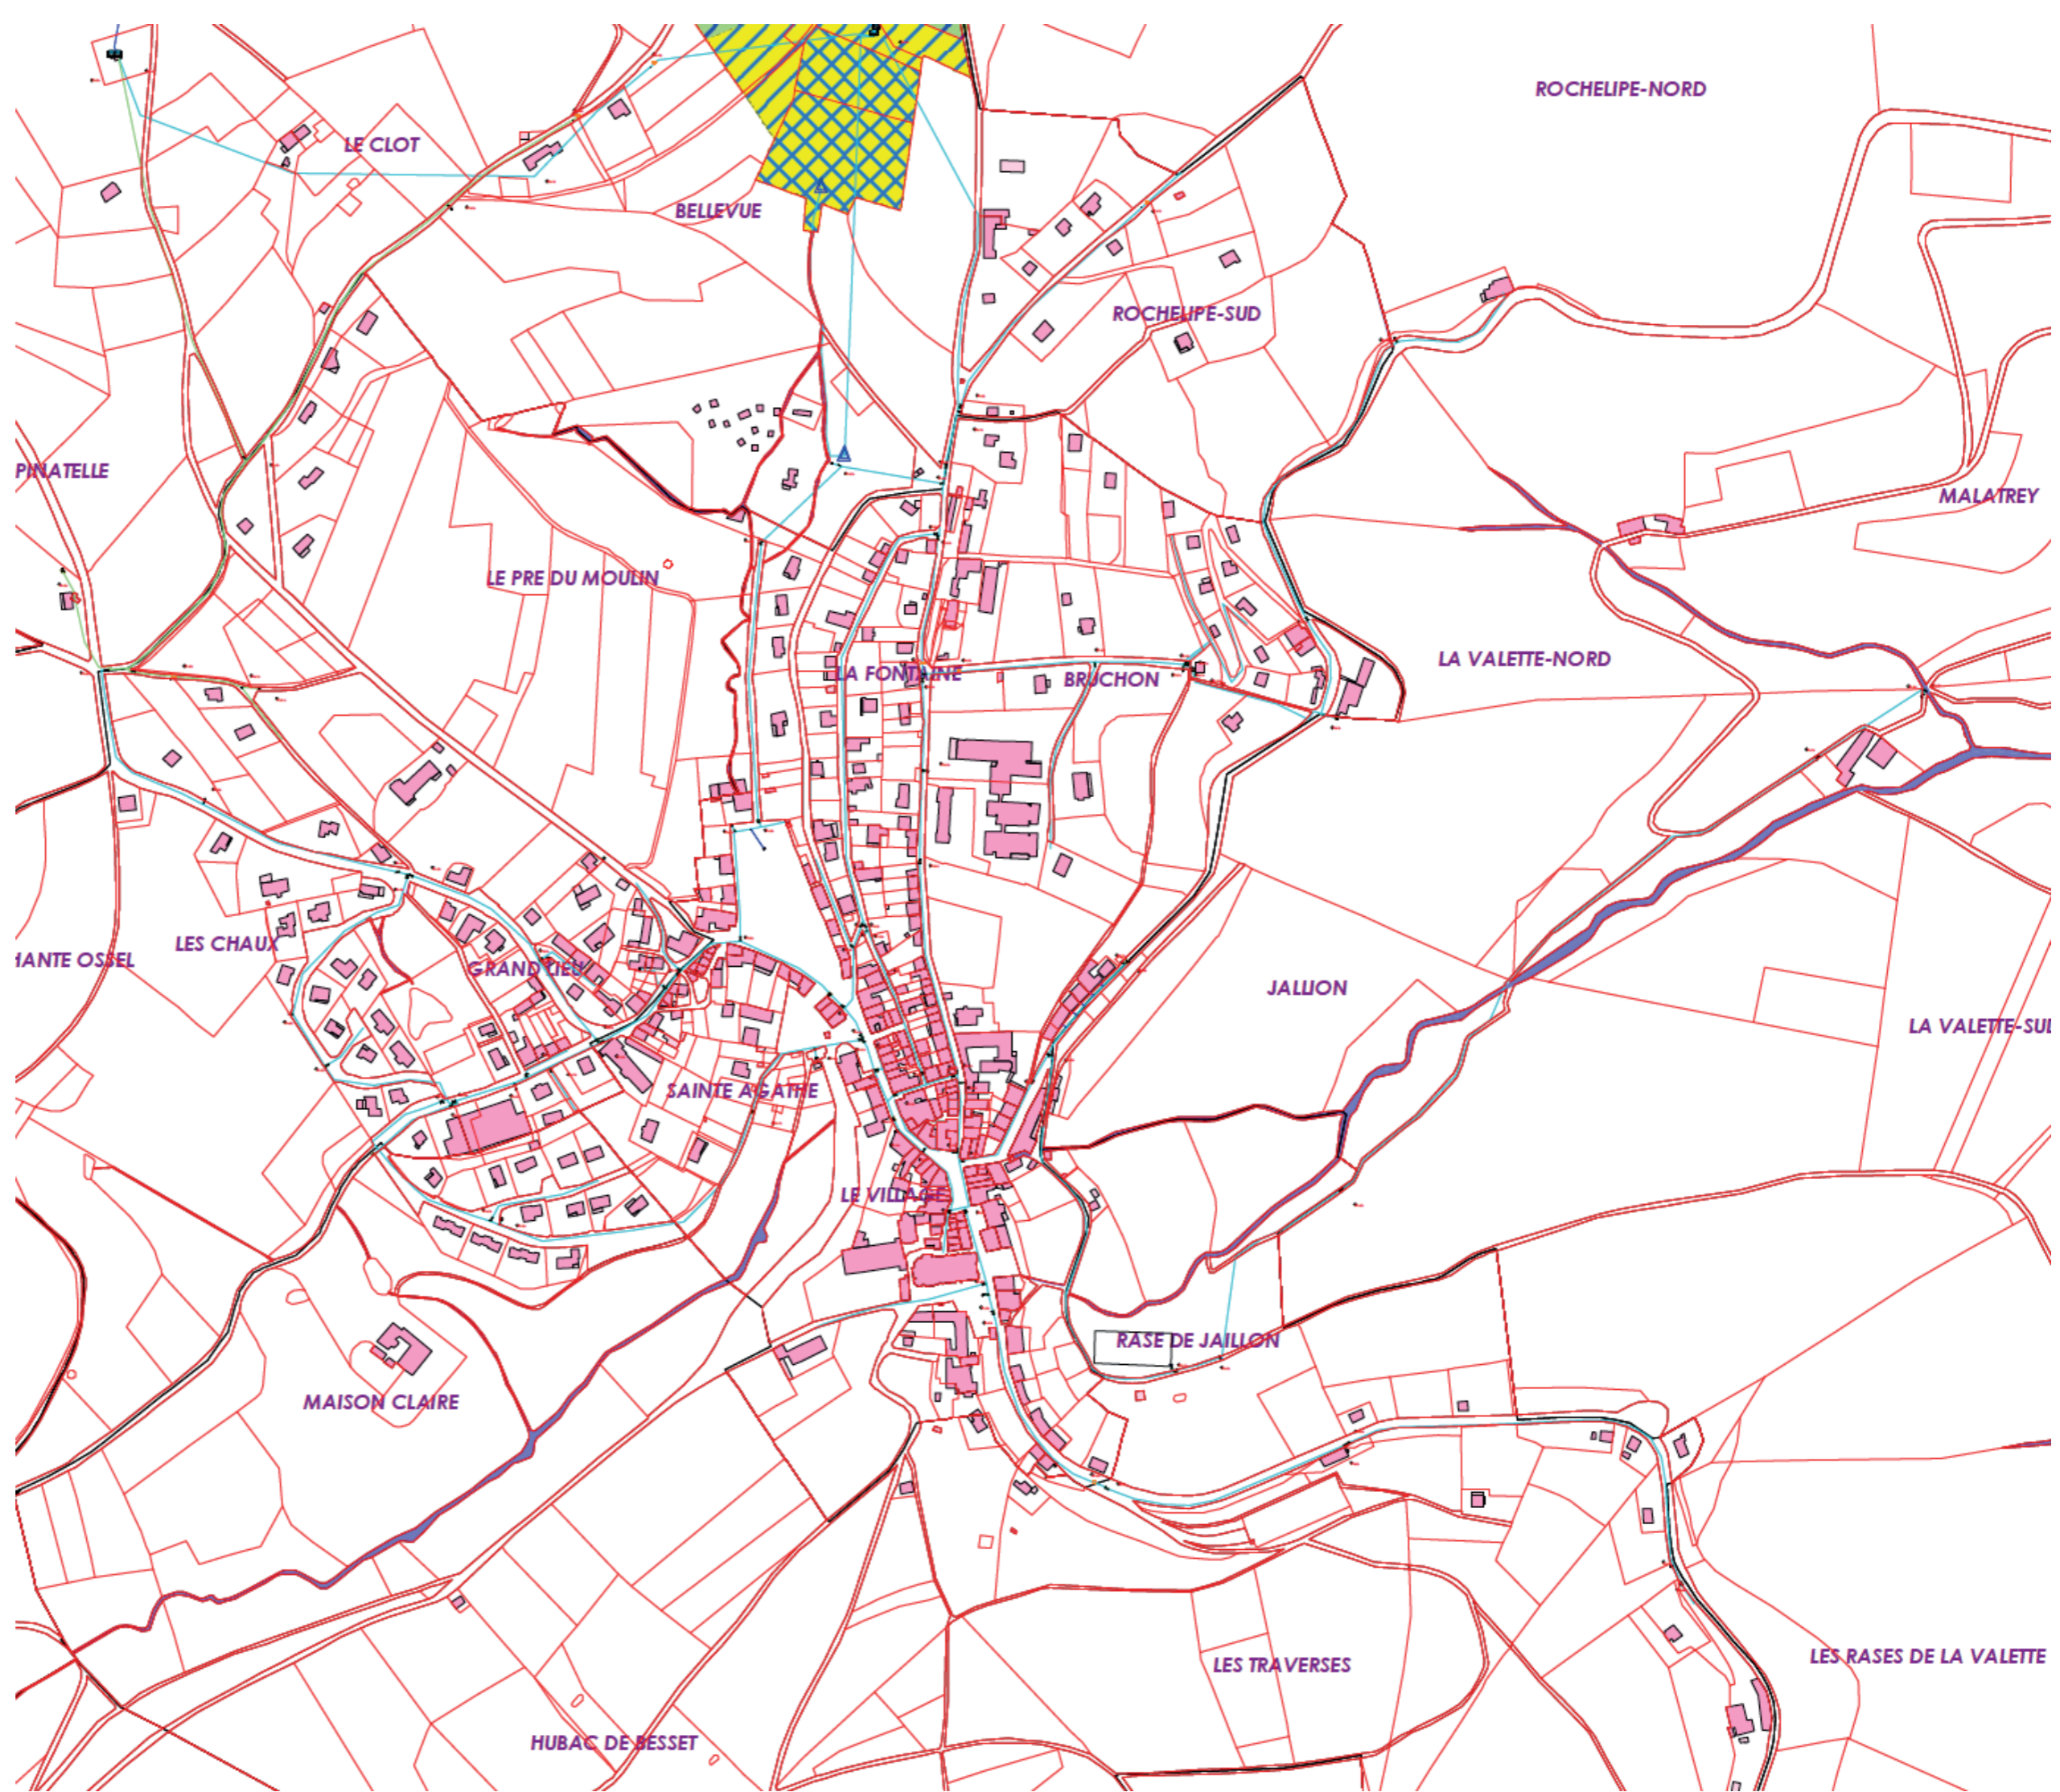 ROCHELIPE-NORD
LE CLOT
BELLEVUE
ROCHELIPE-SUD
PINATELLE
MALATREY
LE PRE DU MOULIN
LA VALETTE-NORD
LA FONTAINE
BRUCHON
LES CHAUX
GRAND LIEU
HANTE OSSEL
JALLION
LA VALETTE-SUD
SAINTE AGATHE
LE VILLAGE
RASE DE JAILLON
MAISON CLAIRE
LES RASES DE LA VALETTE
LES TRAVERSES
HUBAC DE BESSET